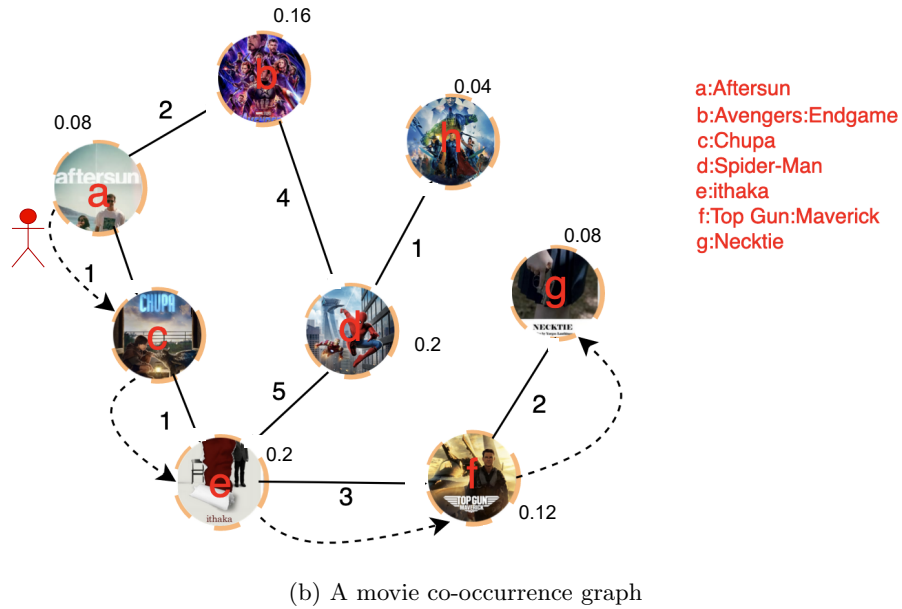 0.16
b
2
0.08
aftersun
a
0.04
h
4
1
a:Aftersun
b:Avengers:Endgame
c:Chupa
d:Spider-Man
e:ithaka
f:Top Gun:Maverick
g:Necktie
1
CHUPA
c
d
0.2
0.08
g
NECKTIE
5
1
2
0.2
e
ithaka
3
f
TOP GUN
MAVERICK
0.12
(b) A movie co-occurrence graph